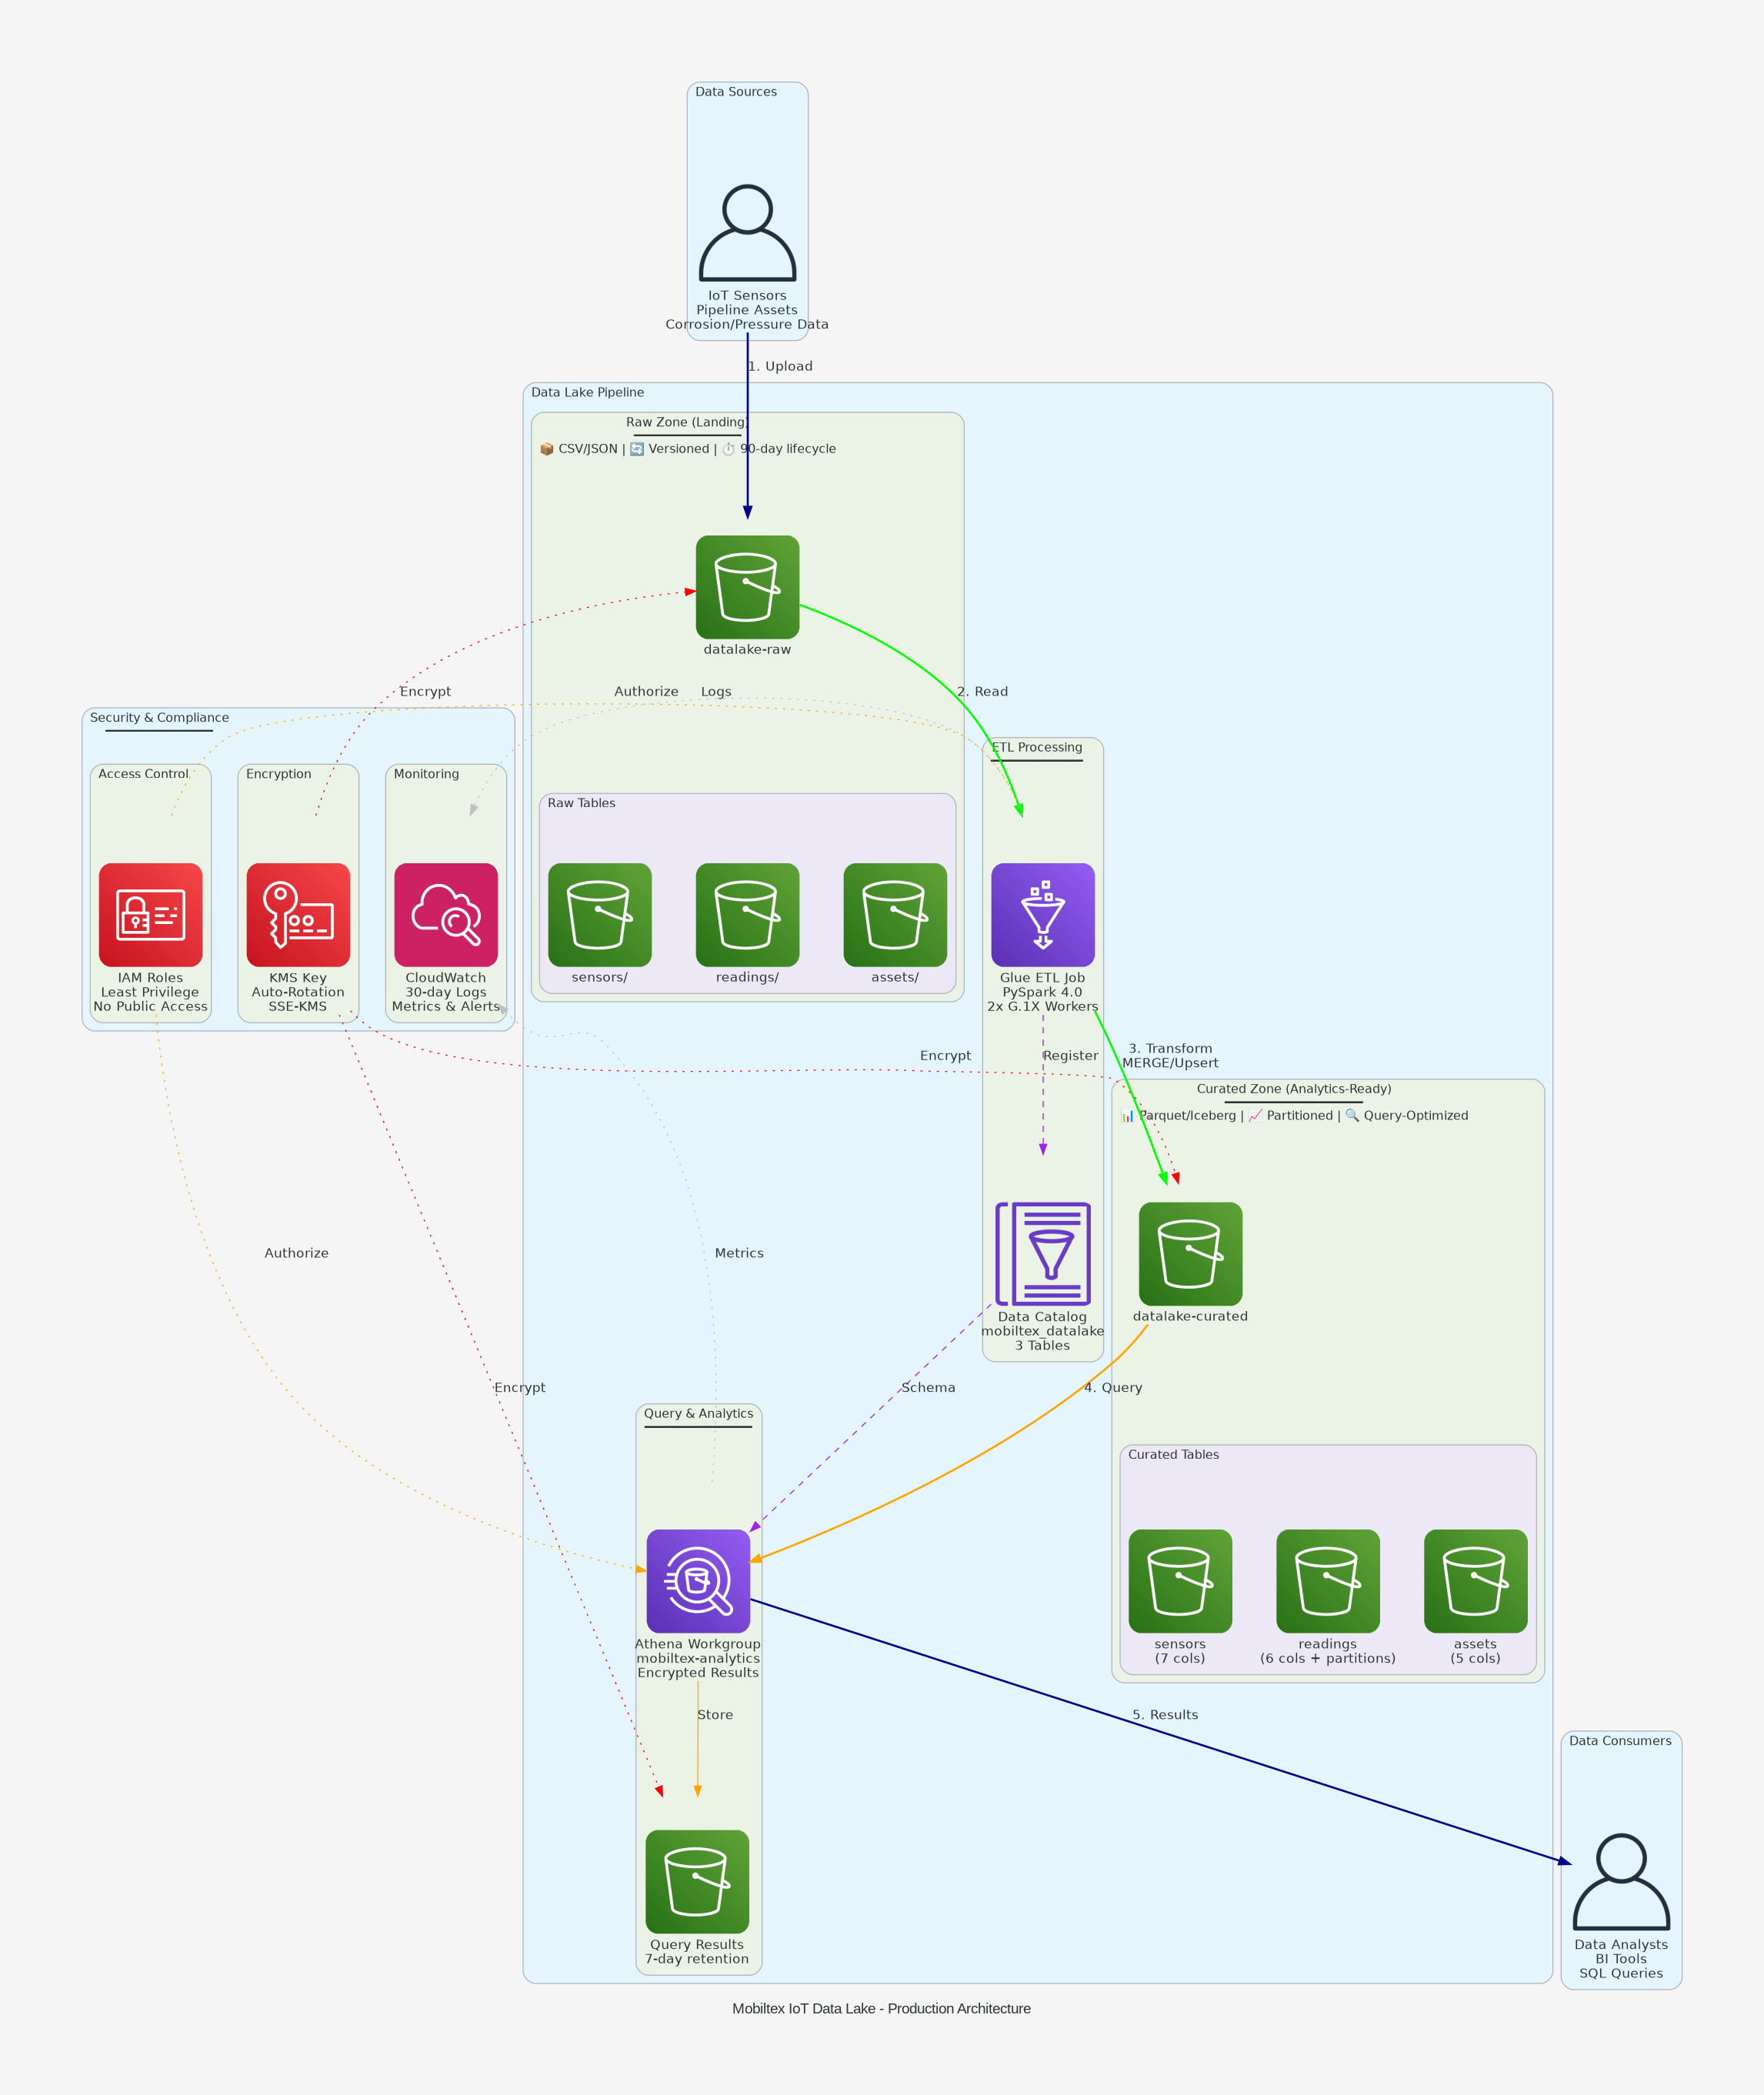 Data Sources
IoT Sensors
Pipeline Assets
Corrosion/Pressure Data
1. Upload
Data Lake Pipeline
Raw Zone (Landing)
📦 CSV/JSON | 🔄 Versioned | ⏱️ 90-day lifecycle
datalake-raw
Encrypt
Authorize
Logs
2. Read
Security & Compliance
Access Control
Encryption
Monitoring
IAM Roles
Least Privilege
No Public Access
KMS Key
Auto-Rotation
SSE-KMS
CloudWatch
30-day Logs
Metrics & Alerts
Raw Tables
sensors/
readings/
assets/
ETL Processing
Glue ETL Job
PySpark 4.0
2x G.1X Workers
Encrypt
Register
3. Transform
MERGE/Upsert
Curated Zone (Analytics-Ready)
📊 Parquet/Iceberg | 📈 Partitioned | 🔍 Query-Optimized
Authorize
Metrics
Data Catalog
mobiltex_datalake
3 Tables
datalake-curated
Encrypt
Schema
4. Query
Query & Analytics
Curated Tables
Athena Workgroup
mobiltex-analytics
Encrypted Results
sensors
(7 cols)
readings
(6 cols + partitions)
assets
(5 cols)
Store
5. Results
Data Consumers
Query Results
7-day retention
Data Analysts
BI Tools
SQL Queries
Mobiltex IoT Data Lake - Production Architecture